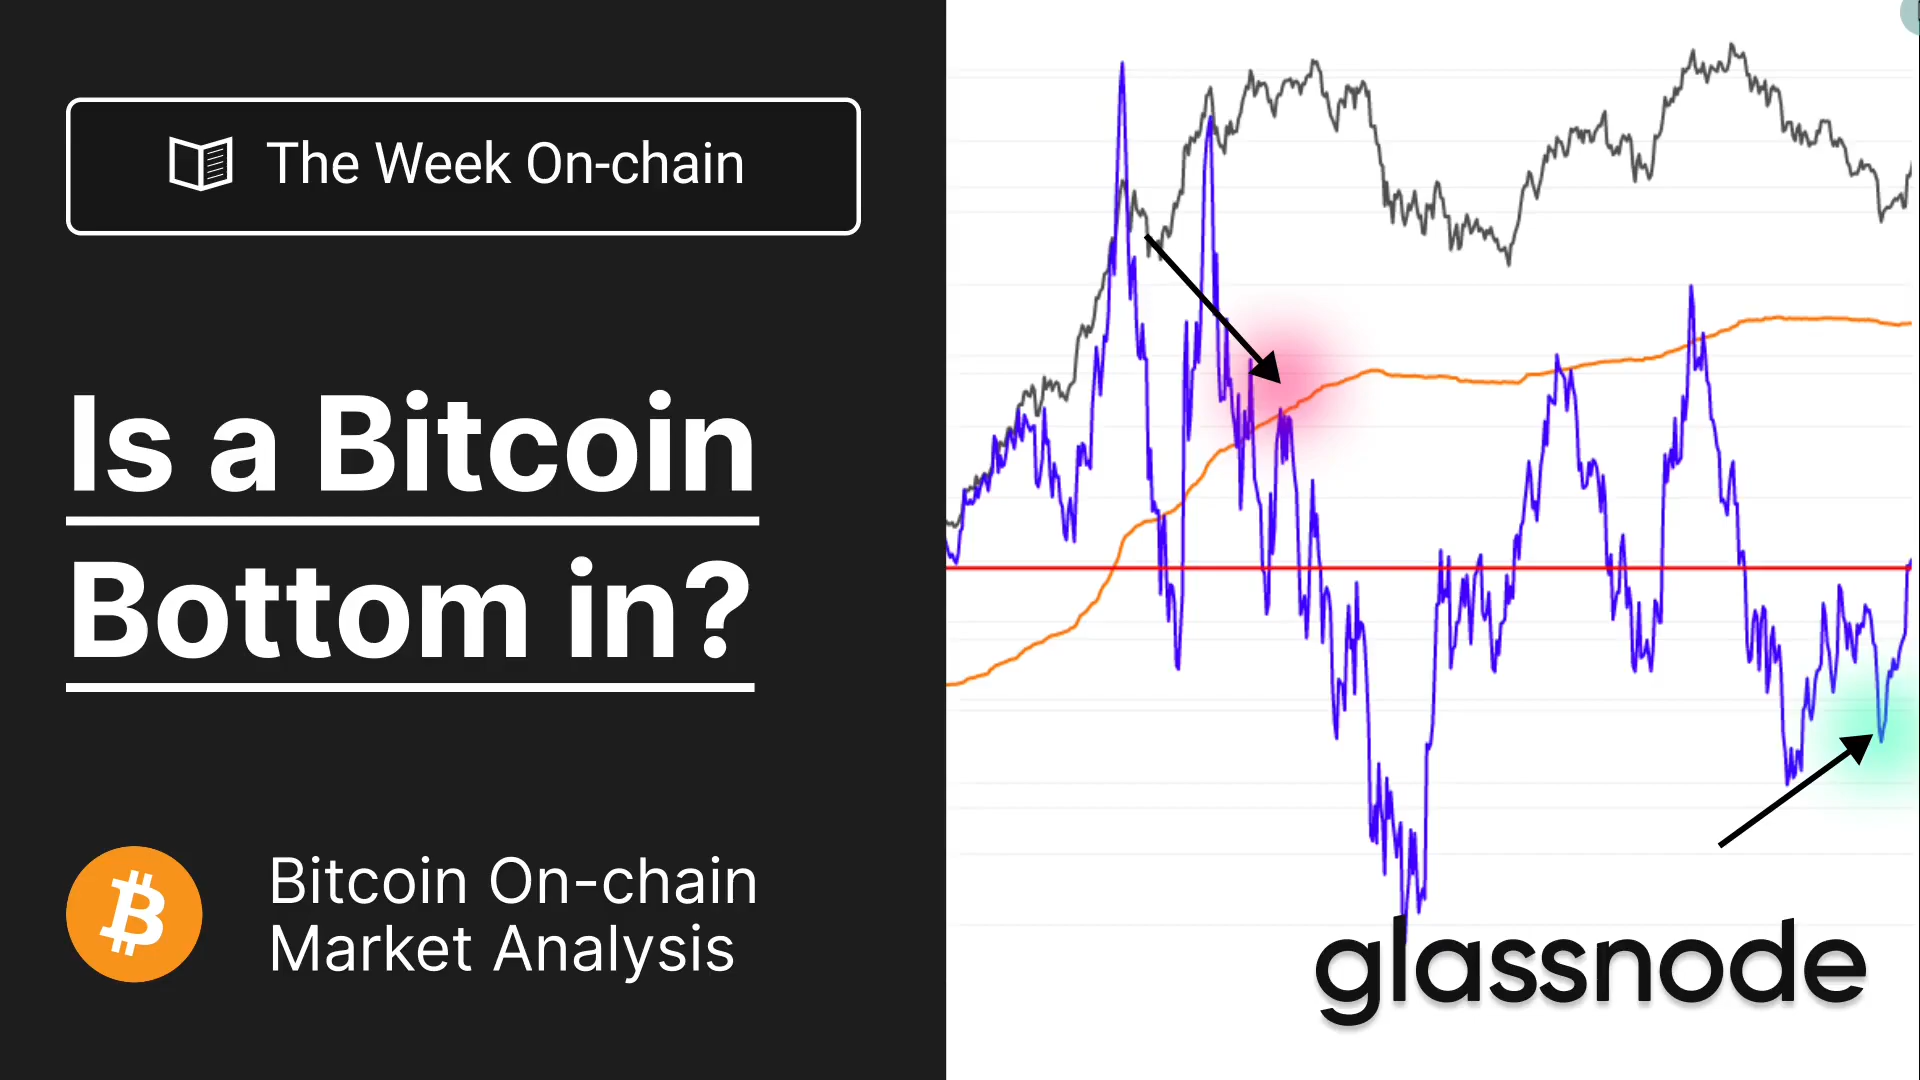 The Week On-chain
Is a Bitcoin
Bottom in?
Bitcoin On-chain
Market Analysis
glassnode